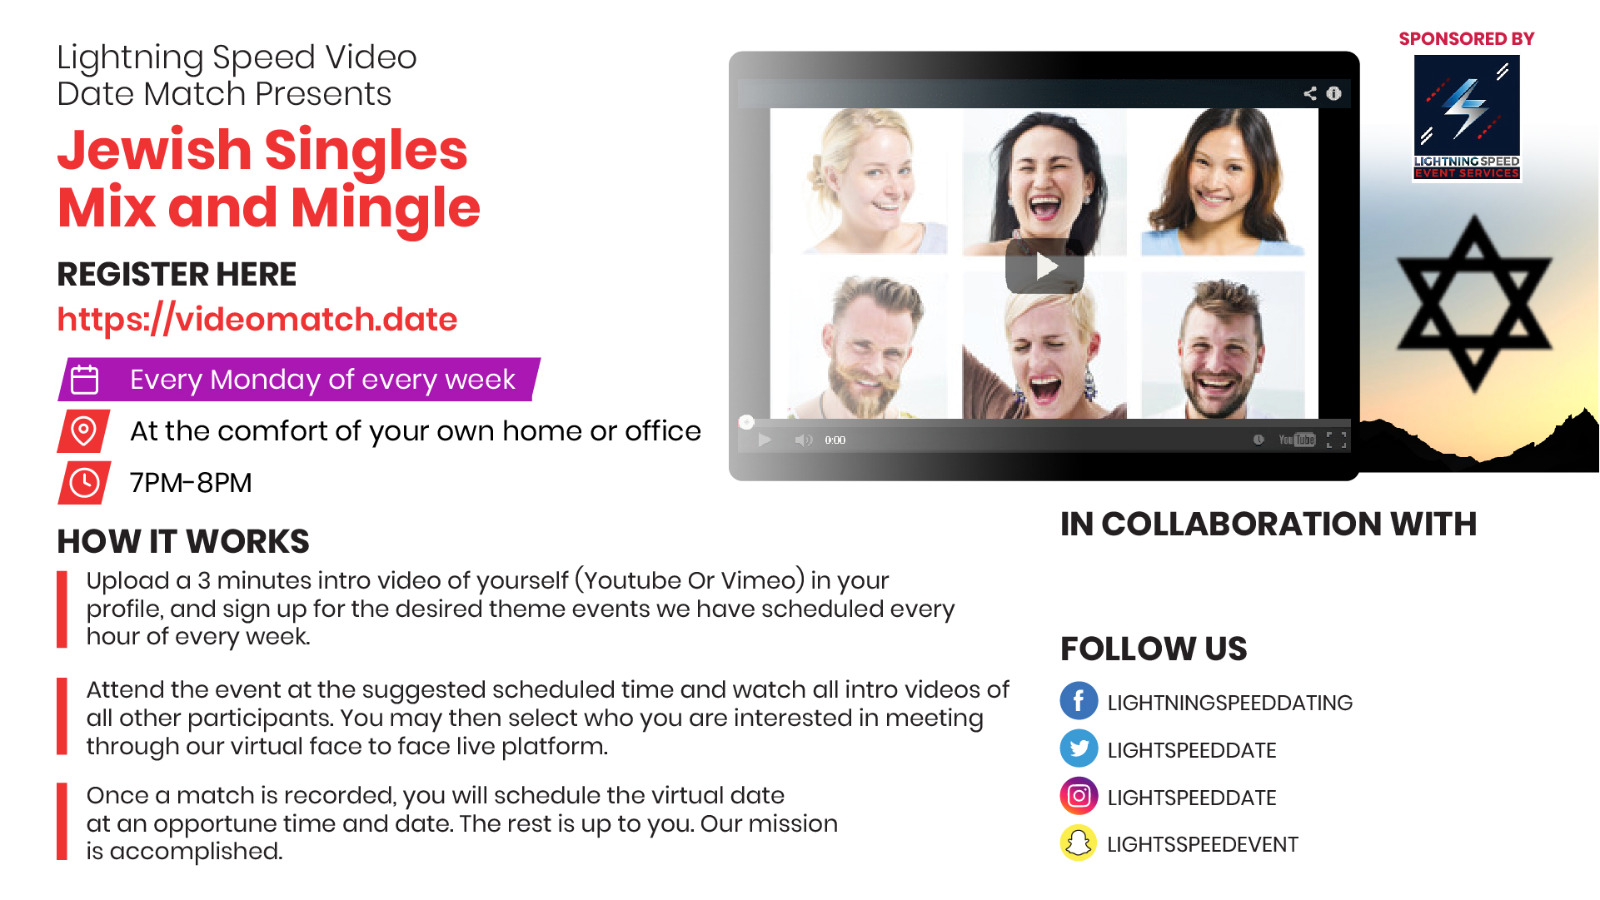 Lightning Speed Video
Date Match Presents
Jewish Singles
Mix and Mingle
REGISTER HERE
https://videomatch.date
Every Monday of every week
At the comfort of your own home or office
7PM-8PM
HOW IT WORKS
Upload a 3 minutes intro video of yourself (Youtube Or Vimeo) in your
profile, and sign up for the desired theme events we have scheduled every
hour of every week.
Attend the event at the suggested scheduled time and watch all intro videos of
all other participants. You may then select who you are interested in meeting
through our virtual face to face live platform.
Once a match is recorded, you will schedule the virtual date
at an opportune time and date. The rest is up to you. Our mission
is accomplished.
0:00
YouTube
SPONSORED BY
LIGHTNING SPEED
EVENT SERVICES
IN COLLABORATION WITH
FOLLOW US
LIGHTNINGSPEEDDATING
LIGHTSPEEDDATE
LIGHTSPEEDDATE
LIGHTSSPEEDEVENT